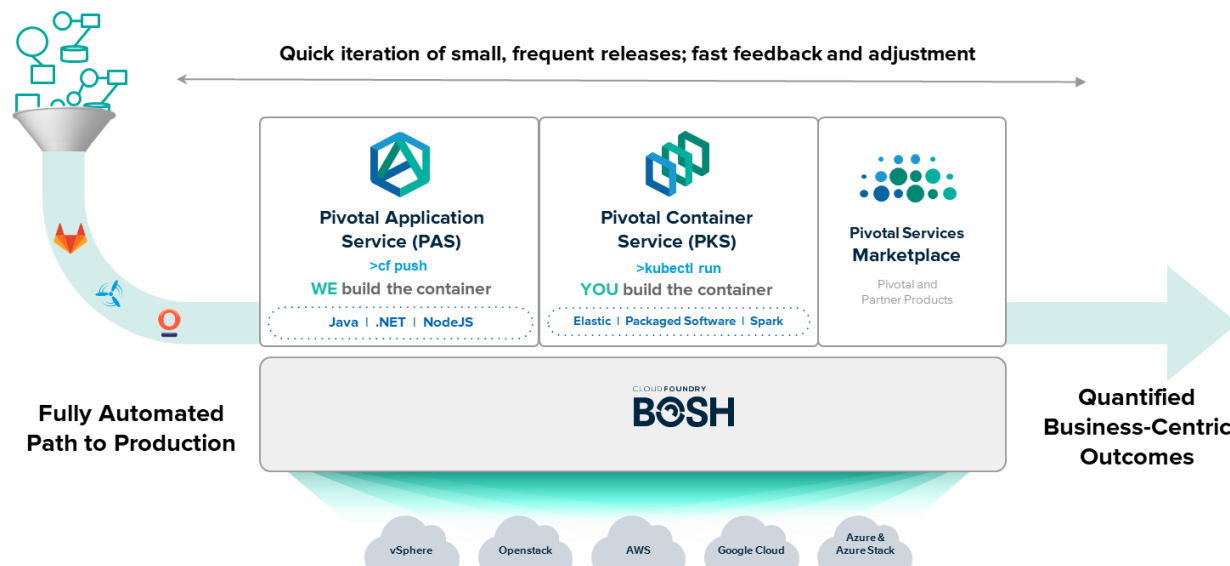 Quick iteration of small, frequent releases; fast feedback and adjustment
Pivotal Application
Service (PAS)
>cf push
WE build the container
Java | .NET | NodeJS
Pivotal Container
Service (PKS)
>kubectl run
YOU build the container
Elastic | Packaged Software | Spark
Pivotal Services
Marketplace
Pivotal and
Partner Products
Fully Automated
Path to Production
CLOUDFOUNDRY
BOSH
Quantified
Business-Centric
Outcomes
vSphere
Openstack
AWS
Google Cloud
Azure &
Azure Stack